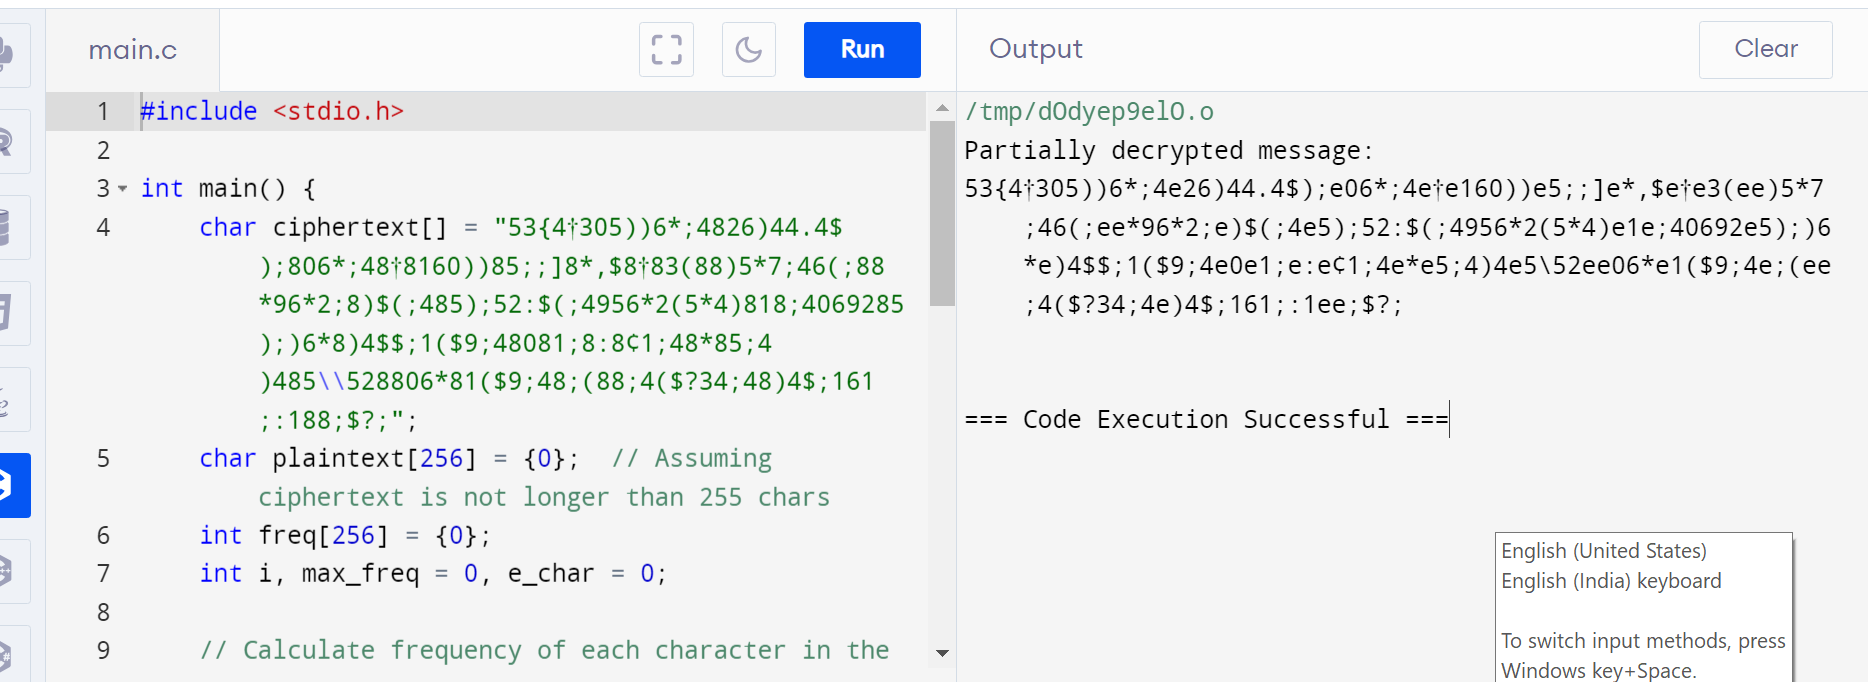 main.c
Run
Output
Clear
1 #include <stdio.h>
2
3 int main() {
4 char ciphertext[] = "53{4†305))6*;4826)44.4$
);806*;48†8160))85;;]8*,$8†83(88)5*7;46(;88
*96*2;8)$(;485);52:$(;4956*2(5*4)818;4069285
);)6*8)4$$;1($9;48081;8:8¢1;48*85;4
)485\\528806*81($9;48;(88;4($?34;48)4$;161
;:188;$?;";
5 char plaintext[256] = {0}; // Assuming
ciphertext is not longer than 255 chars
6 int freq[256] = {0};
7 int i, max_freq = 0, e_char = 0;
8
9 // Calculate frequency of each character in the
/tmp/dOdyep9elO.o
Partially decrypted message:
53{4†305))6*;4e26)44.4$);e06*;4e†e160))e5;;]e*,$e†e3(ee)5*7
;46(;ee*96*2;e)$(;4e5);52:$(;4956*2(5*4)e1e;40692e5);)6
*e)4$$;1($9;4e0e1;e:e¢1;4e*e5;4)4e5\52ee06*e1($9;4e;(ee
;4($?34;4e)4$;161;:1ee;$?;
=== Code Execution Successful ===
English (United States)
English (India) keyboard
To switch input methods, press
Windows key+Space.